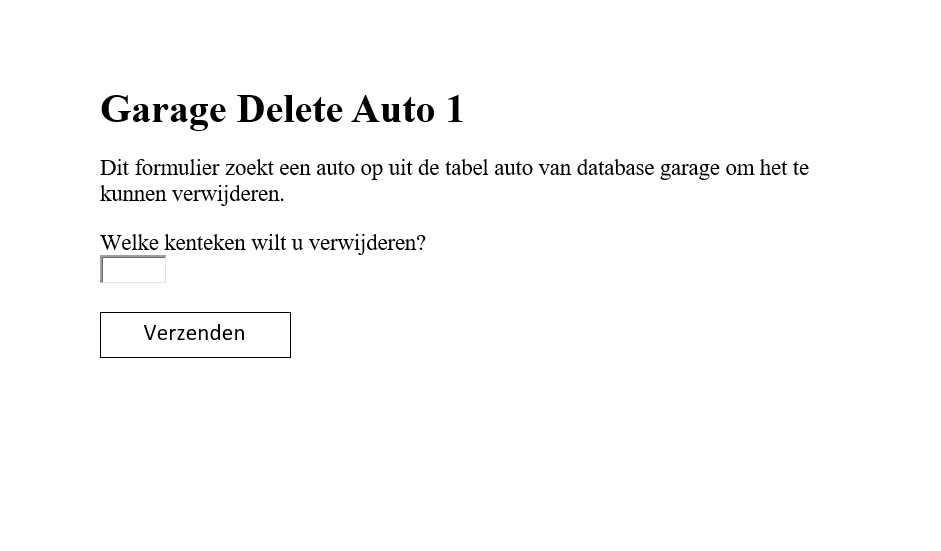 Garage Delete Auto 1
Dit formulier zoekt een auto op uit de tabel auto van database garage om het te
kunnen verwijderen.
Welke kenteken wilt u verwijderen?
Verzenden